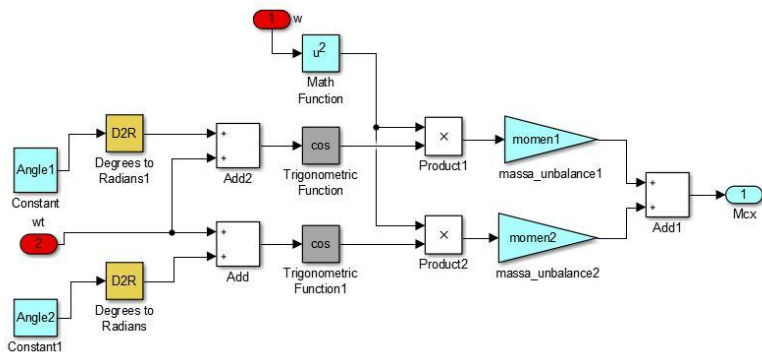 1
w
u²
Math
Function
D2R
Degrees to
Radians1
Angle1
Constant
+
+
Add2
cos
Trigonometric
Function
×
Product1
momen1
massa_unbalance1
wt
2
+
+
Add
cos
Trigonometric
Function1
×
Product2
momen2
massa_unbalance2
+
+
Add1
1
Mcx
D2R
Degrees to
Radians
Angle2
Constant1